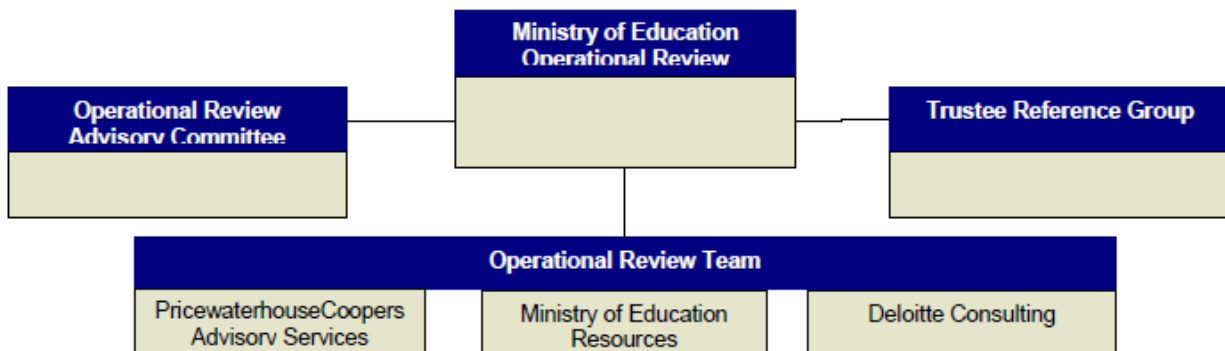 Ministry of Education
Operational Review
Operational Review
Advisory Committee
Trustee Reference Group
Operational Review Team
PricewaterhouseCoopers
Advisory Services
Ministry of Education
Resources
Deloitte Consulting